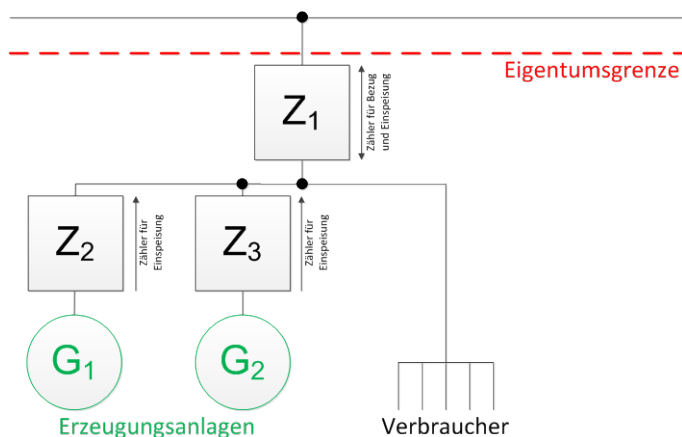 Eigentumsgrenze
Z1
Zähler für Bezug
und Einspeisung
Z2
Zähler für
Einspeisung
Z3
Zähler für
Einspeisung
G1
G2
Erzeugungsanlagen
Verbraucher